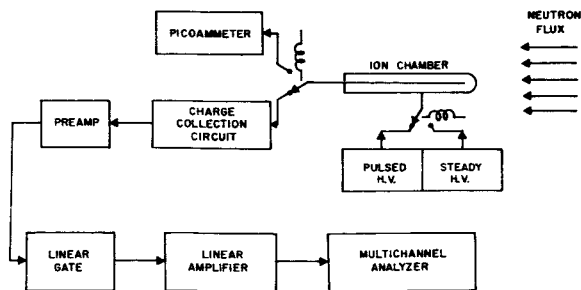 PICOAMMETER
NEUTRON
FLUX
ION CHAMBER
PREAMP
CHARGE
COLLECTION
CIRCUIT
PULSED
H.V.
STEADY
H.V.
LINEAR
GATE
LINEAR
AMPLIFIER
MULTICHANNEL
ANALYZER